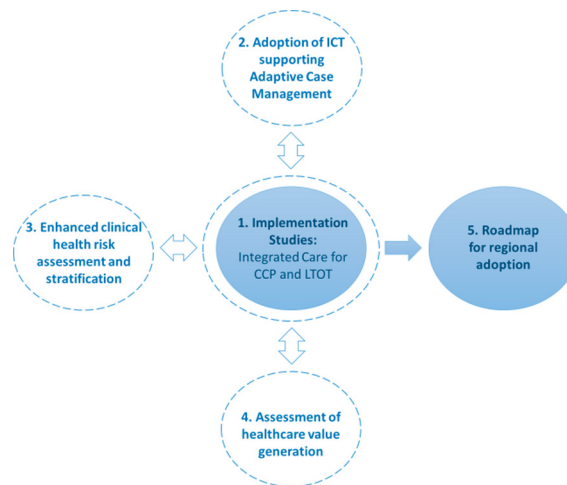 2. Adoption of ICT
supporting
Adaptive Case
Management
3. Enhanced clinical
health risk
assessment and
stratification
1. Implementation
Studies:
Integrated Care for
CCP and LTOT
5. Roadmap
for regional
adoption
4. Assessment of
healthcare value
generation